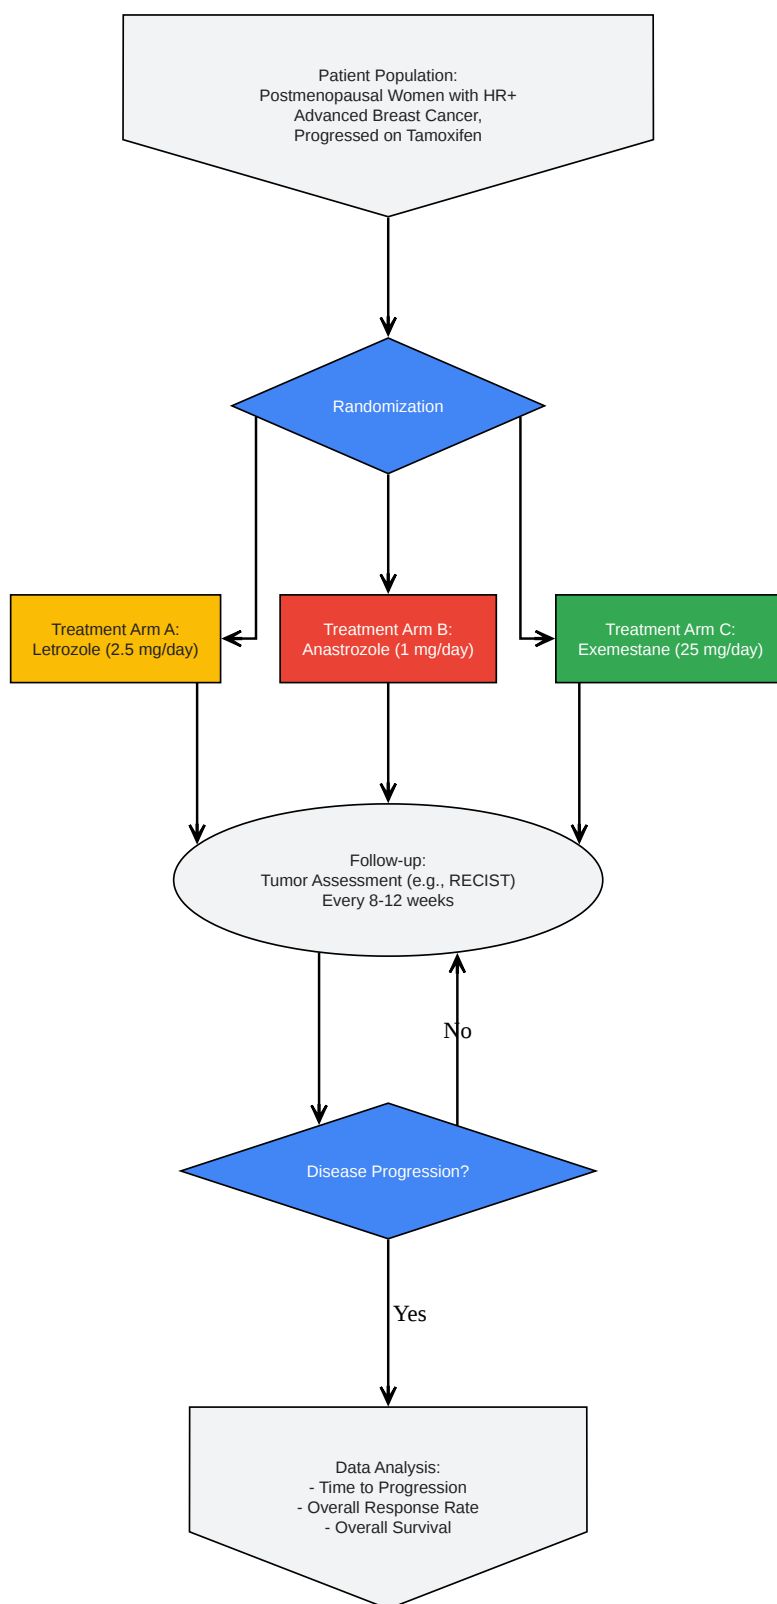 Patient Population:
Postmenopausal Women with HR+
Advanced Breast Cancer,
Progressed on Tamoxifen
Randomization
Treatment Arm A:
Letrozole (2.5 mg/day)
Treatment Arm B:
Anastrozole (1 mg/day)
Treatment Arm C:
Exemestane (25 mg/day)
Follow-up:
Tumor Assessment (e.g., RECIST)
Every 8-12 weeks
No
Disease Progression?
Yes
Data Analysis:
- Time to Progression
- Overall Response Rate
- Overall Survival